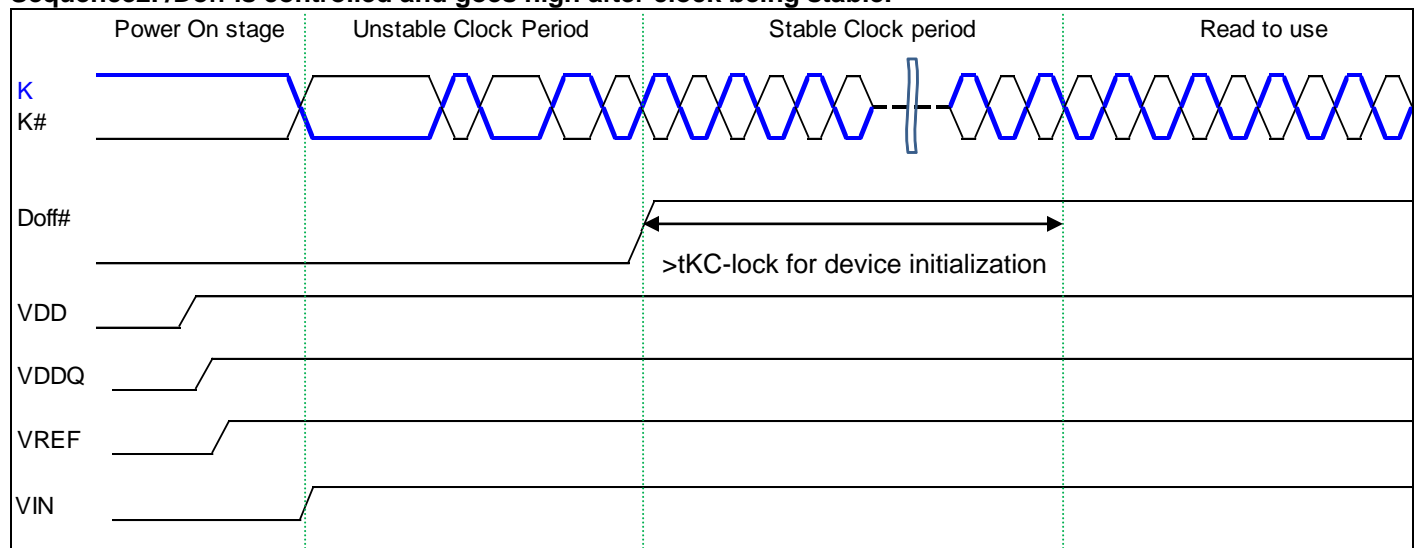 Sequence2. /Doff is controlled and goes high after clock being stable.
Power On stage
Unstable Clock Period
Stable Clock period
Read to use
K
K#
Doff#
>tKC-lock for device initialization
VDD
VDDQ
VREF
VIN